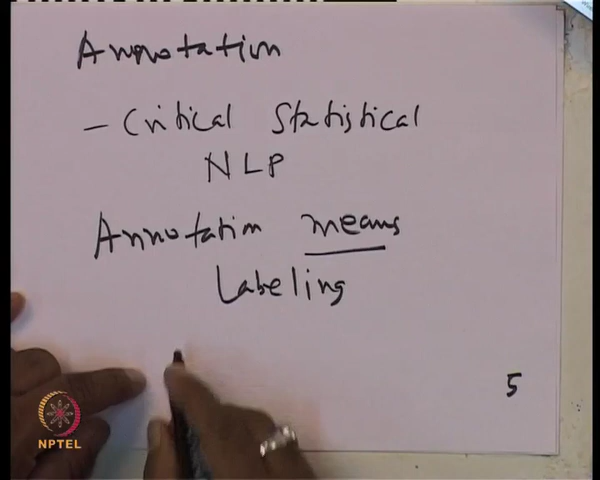 Annotation
- Critical Statistical
NLP
Annotation means
Labeling
5
NPTEL